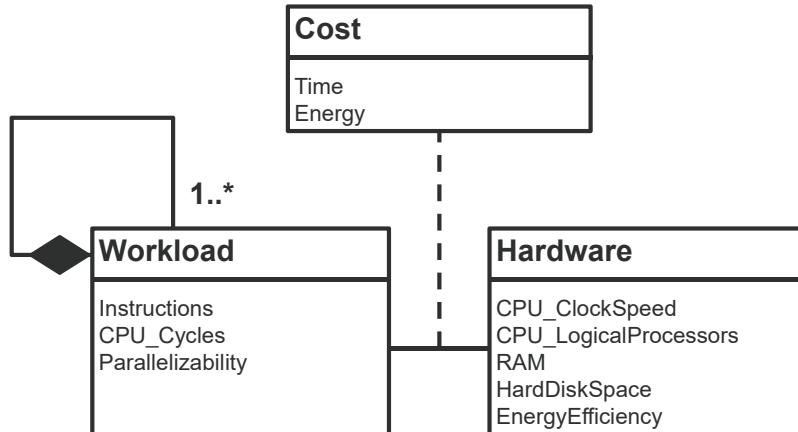 Cost
Time
Energy
1..*
Workload
Instructions
CPU_Cycles
Parallelizability
Hardware
CPU_ClockSpeed
CPU_LogicalProcessors
RAM
HardDiskSpace
EnergyEfficiency